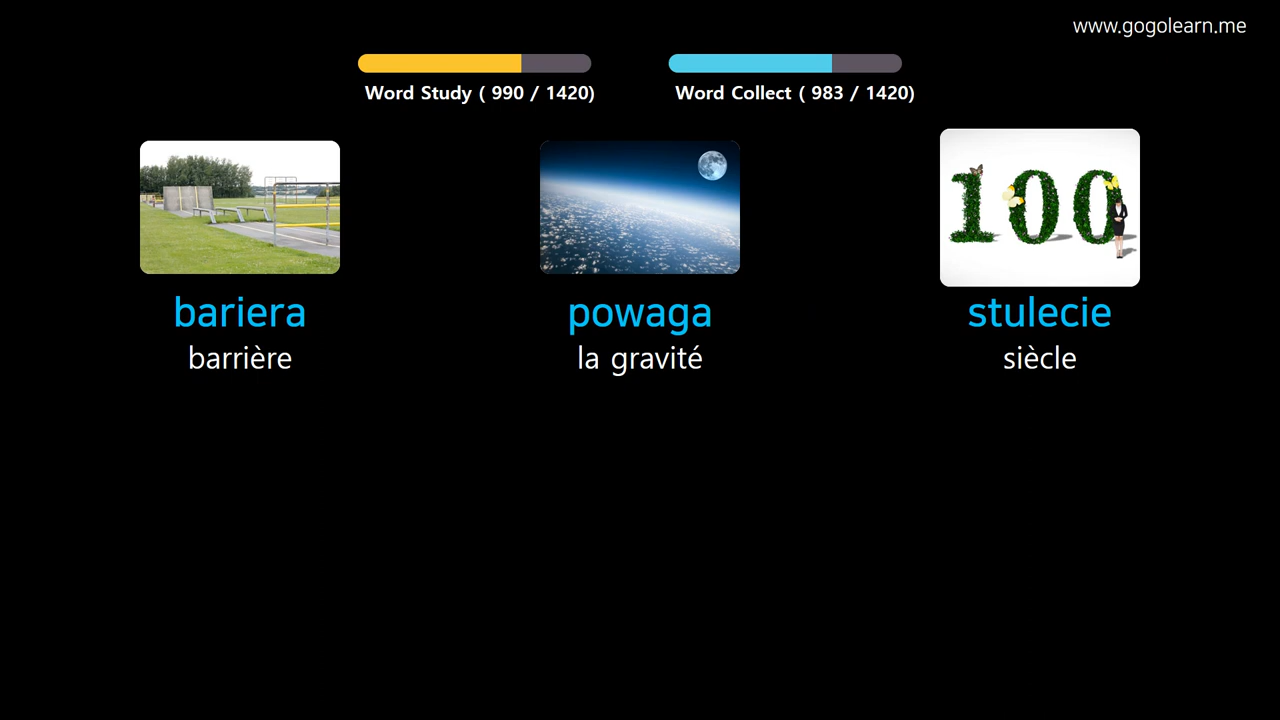 www.gogolearn.me
Word Study ( 990 / 1420)
Word Collect ( 983 / 1420)
100
bariera
powaga
stulecie
barrière
la gravité
siècle